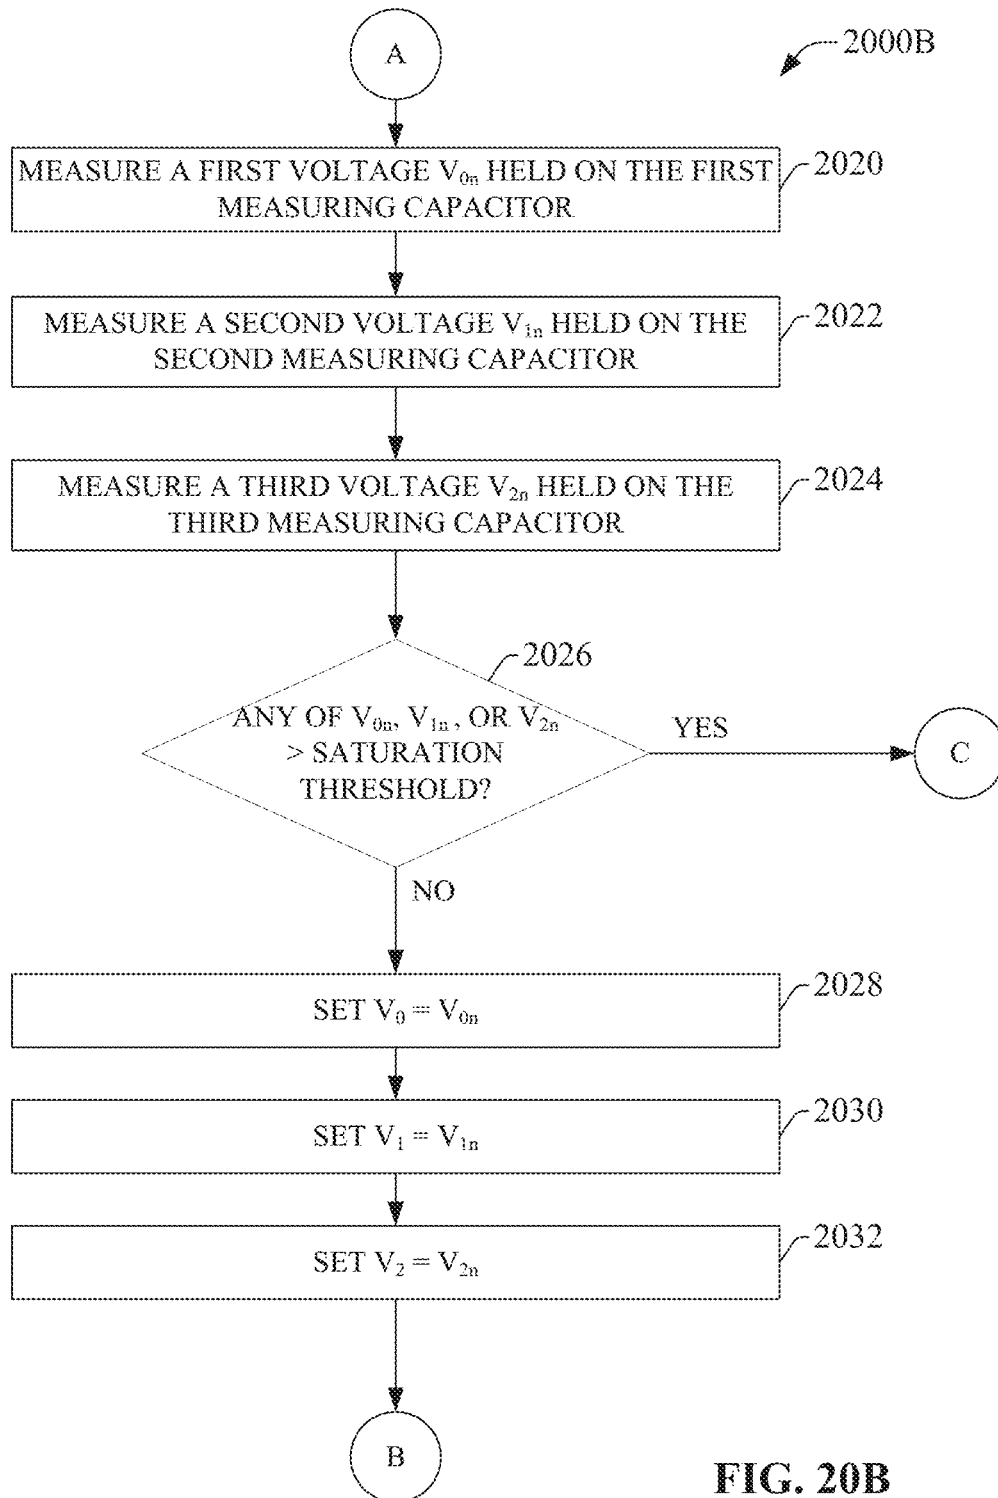 A
2000B
MEASURE A FIRST VOLTAGE V0n HELD ON THE FIRST
MEASURING CAPACITOR
2020
MEASURE A SECOND VOLTAGE V1n HELD ON THE
SECOND MEASURING CAPACITOR
2022
MEASURE A THIRD VOLTAGE V2n HELD ON THE
THIRD MEASURING CAPACITOR
2024
2026
ANY OF V0n, V1n, OR V2n
> SATURATION
THRESHOLD?
YES
C
NO
SET V0 = V0n
2028
SET V1 = V1n
2030
SET V2 = V2n
2032
B
FIG. 20B